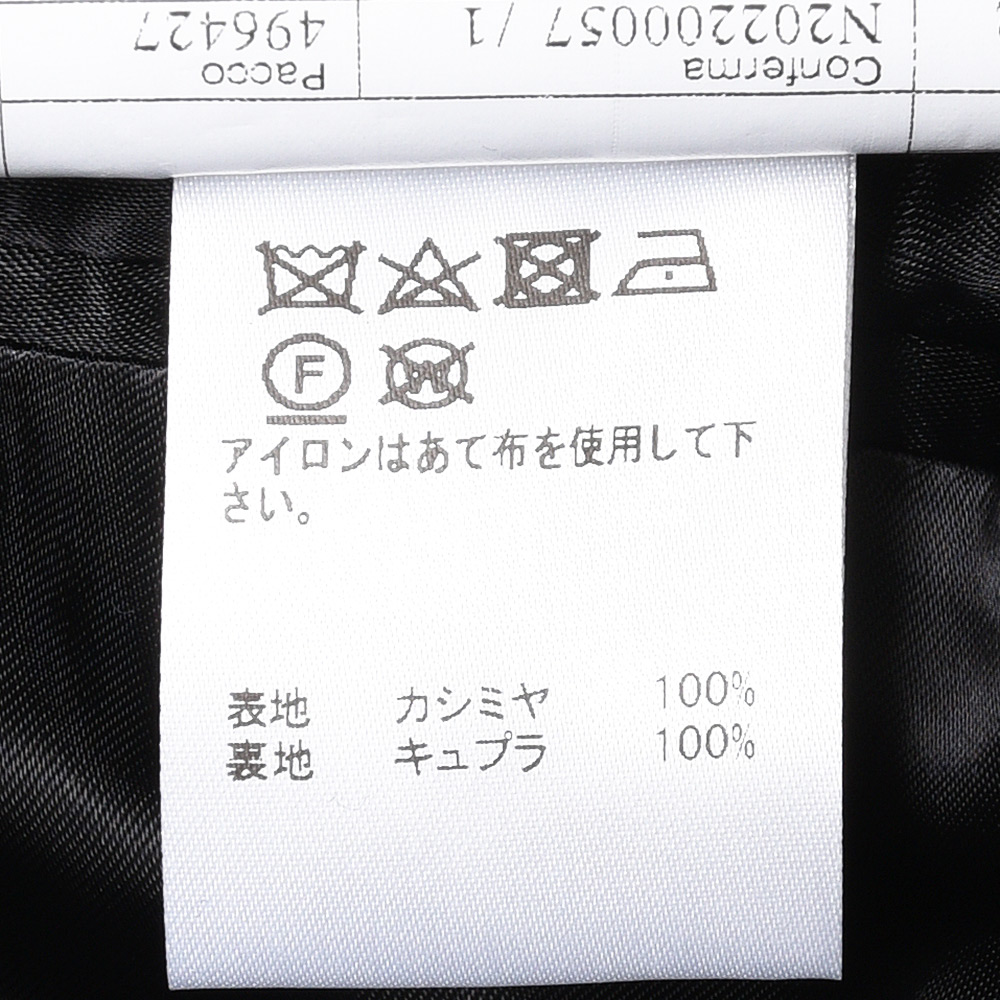 Conferma Pacco
N20220057 /1 496427
F
W
アイロンはあて布を使用して下
さい。
表地 カシミヤ 100%
裏地 キュプラ 100%